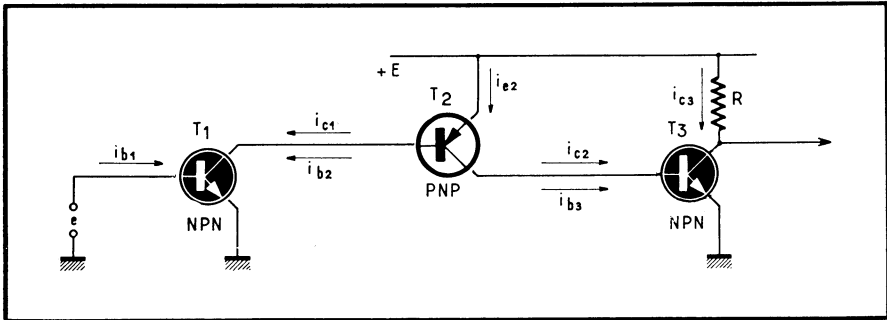 +E
ie2
ic3
R
T2
T3
T1
ic1
ib1
ib2
ic2
PNP
ib3
e
NPN
NPN